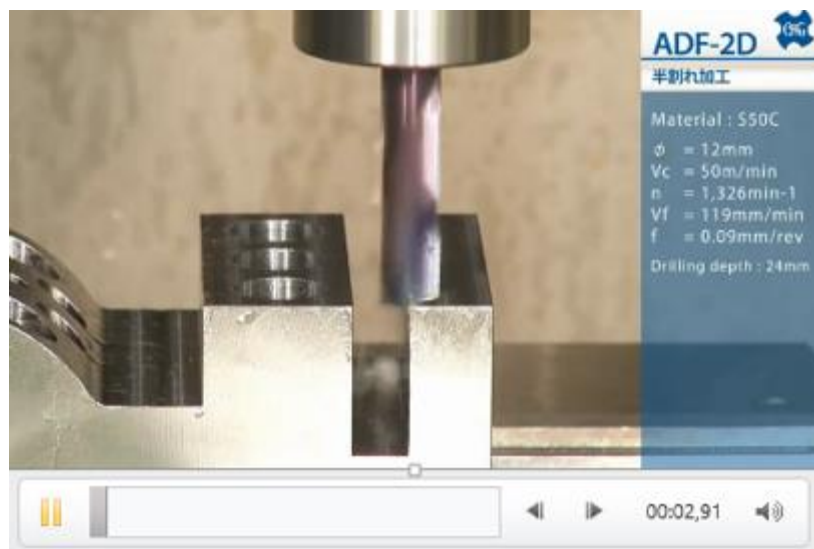 OSG
ADF-2D
半割れ加工
Material : S50C
φ = 12mm
Vc = 50m/min
n = 1,326min-1
Vf = 119mm/min
f = 0.09mm/rev
Drilling depth : 24mm
00:02,91